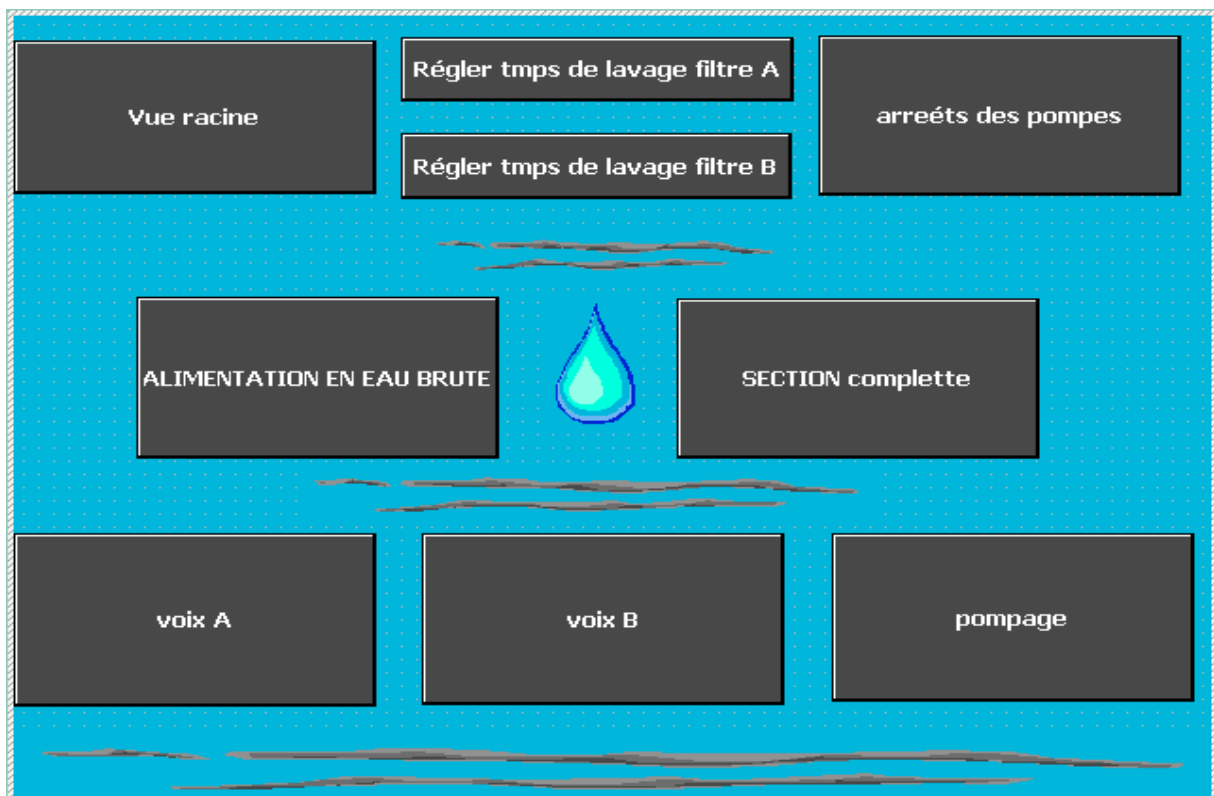 Vue racine
Régler tmps de lavage filtre A
Régler tmps de lavage filtre B
arreéts des pompes
ALIMENTATION EN EAU BRUTE
SECTION complette
voix A
voix B
pompage